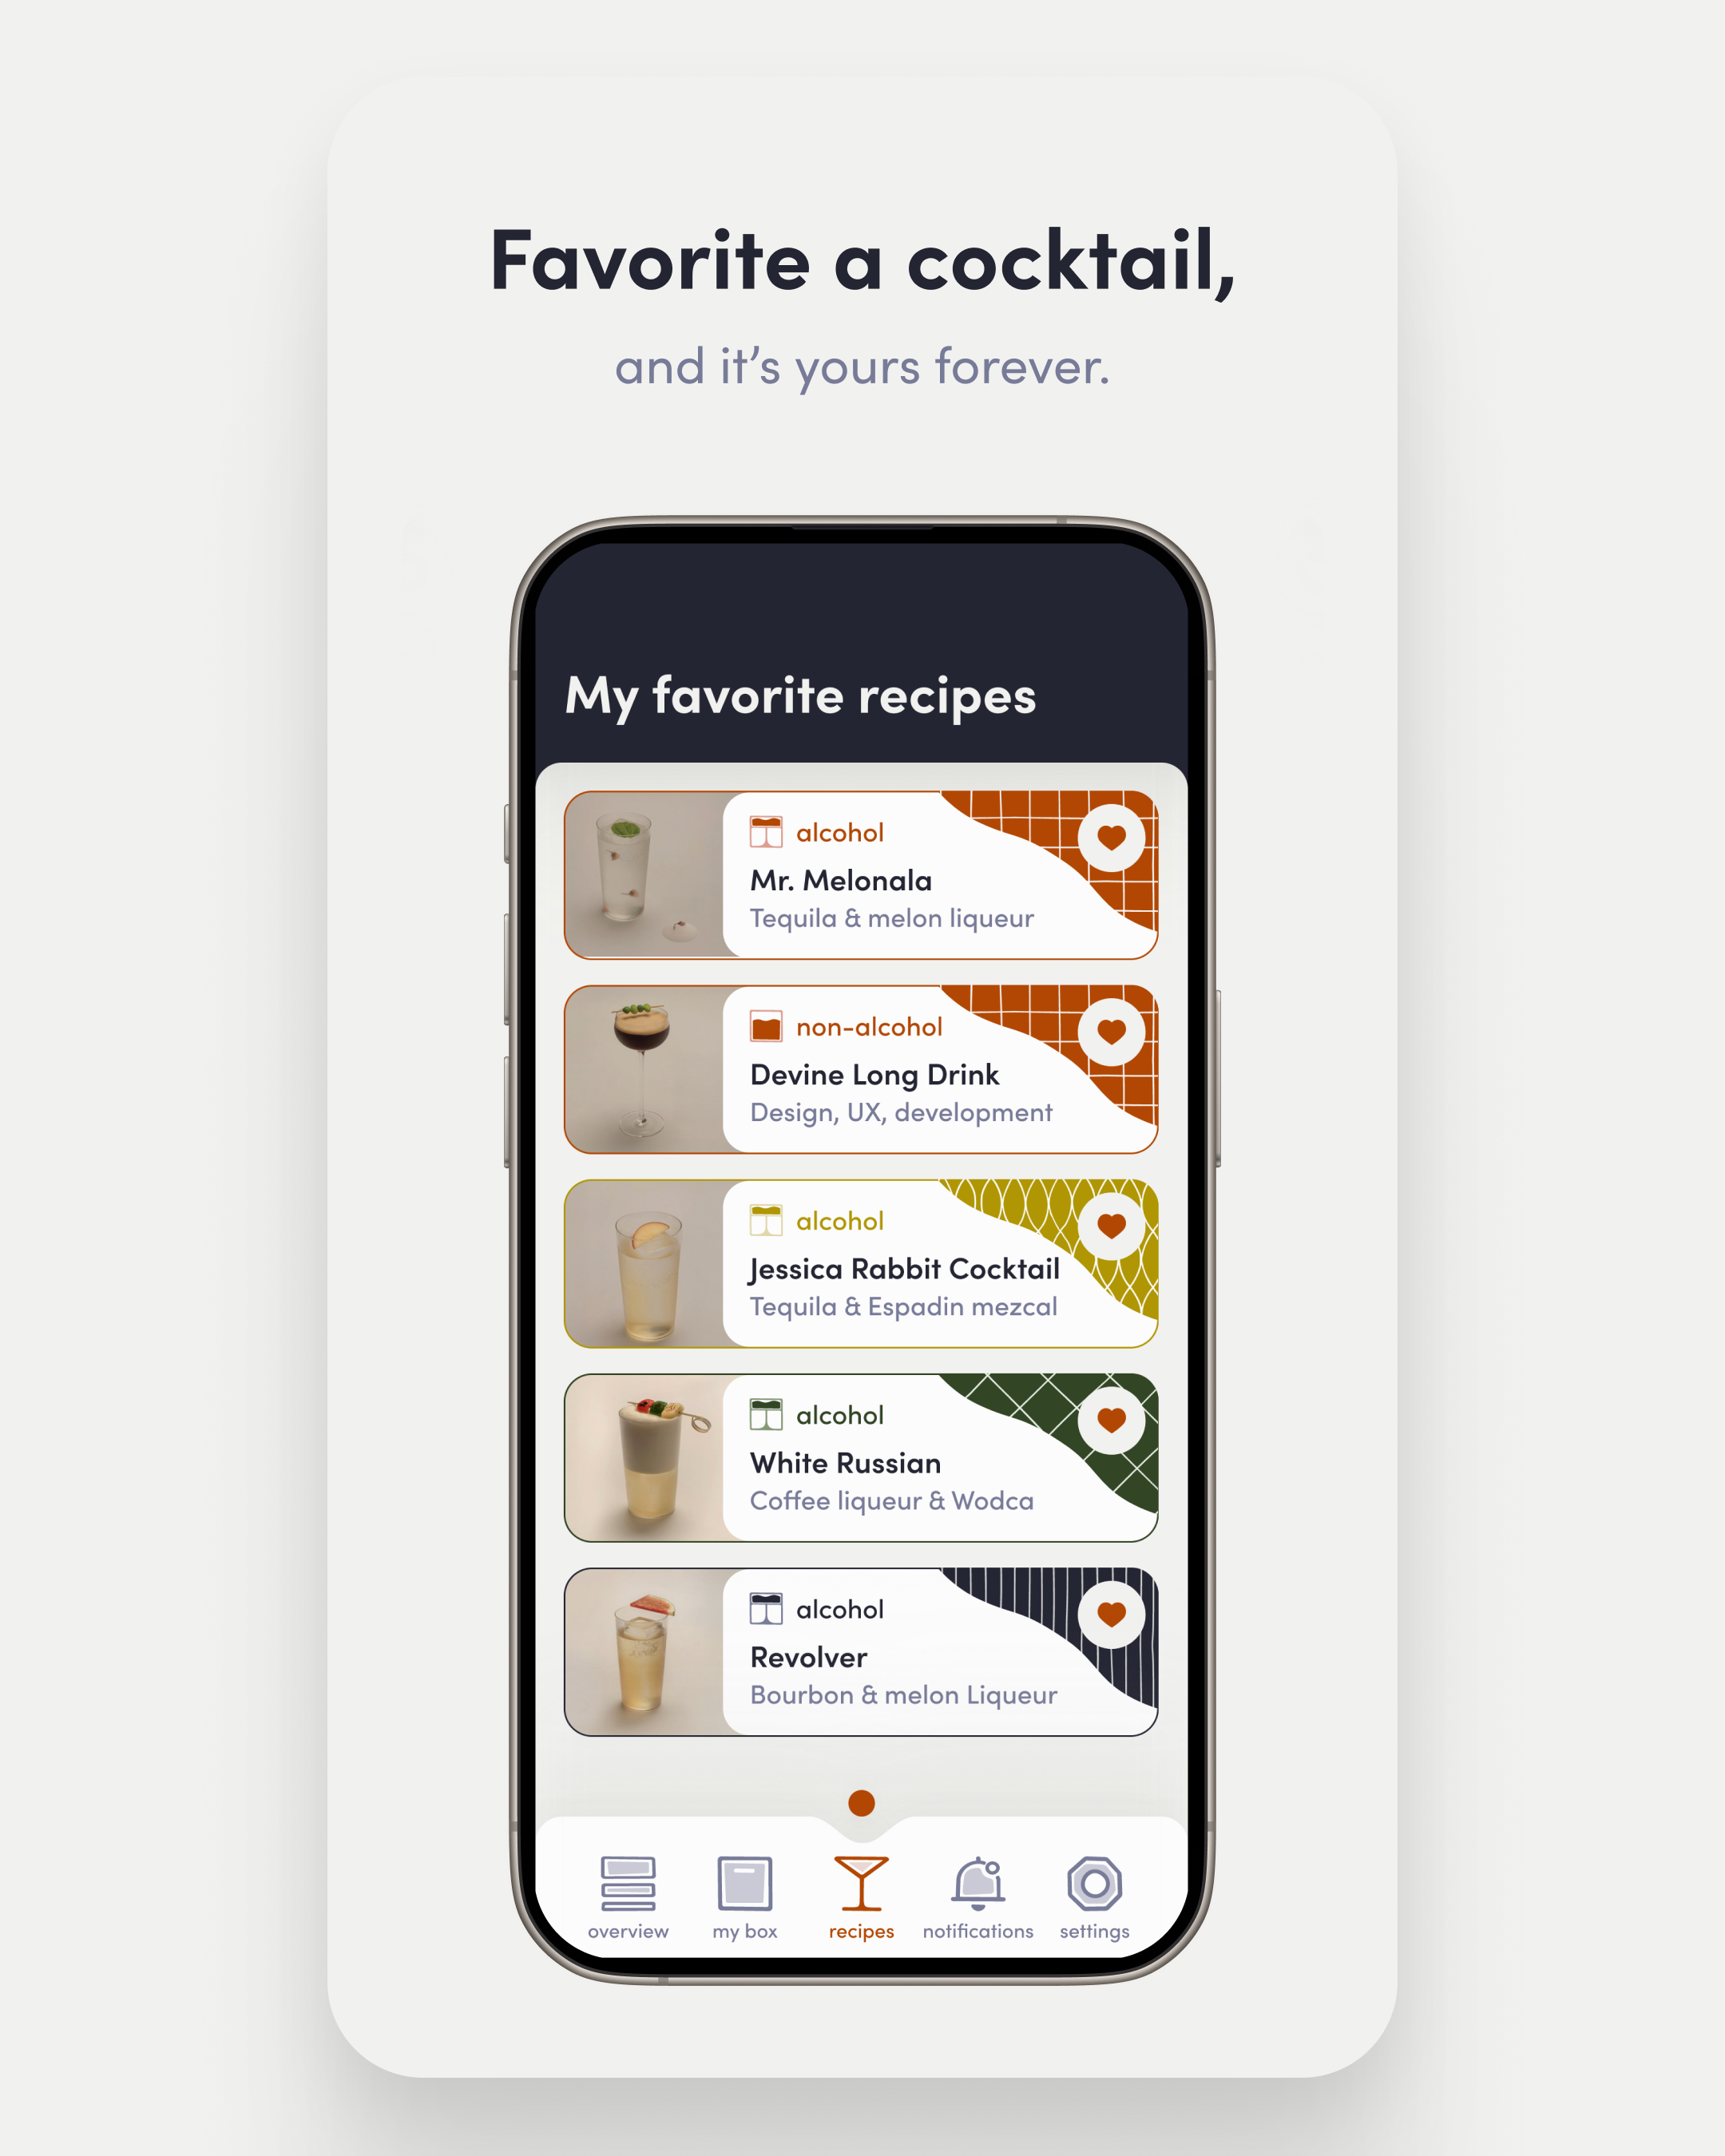 Favorite a cocktail,
and it’s yours forever.
My favorite recipes
alcohol
Mr. Melonala
Tequila & melon liqueur
non-alcohol
Devine Long Drink
Design, UX, development
alcohol
Jessica Rabbit Cocktail
Tequila & Espadin mezcal
alcohol
White Russian
Coffee liqueur & Wodca
alcohol
Revolver
Bourbon & melon Liqueur
overview my box recipes notifications settings